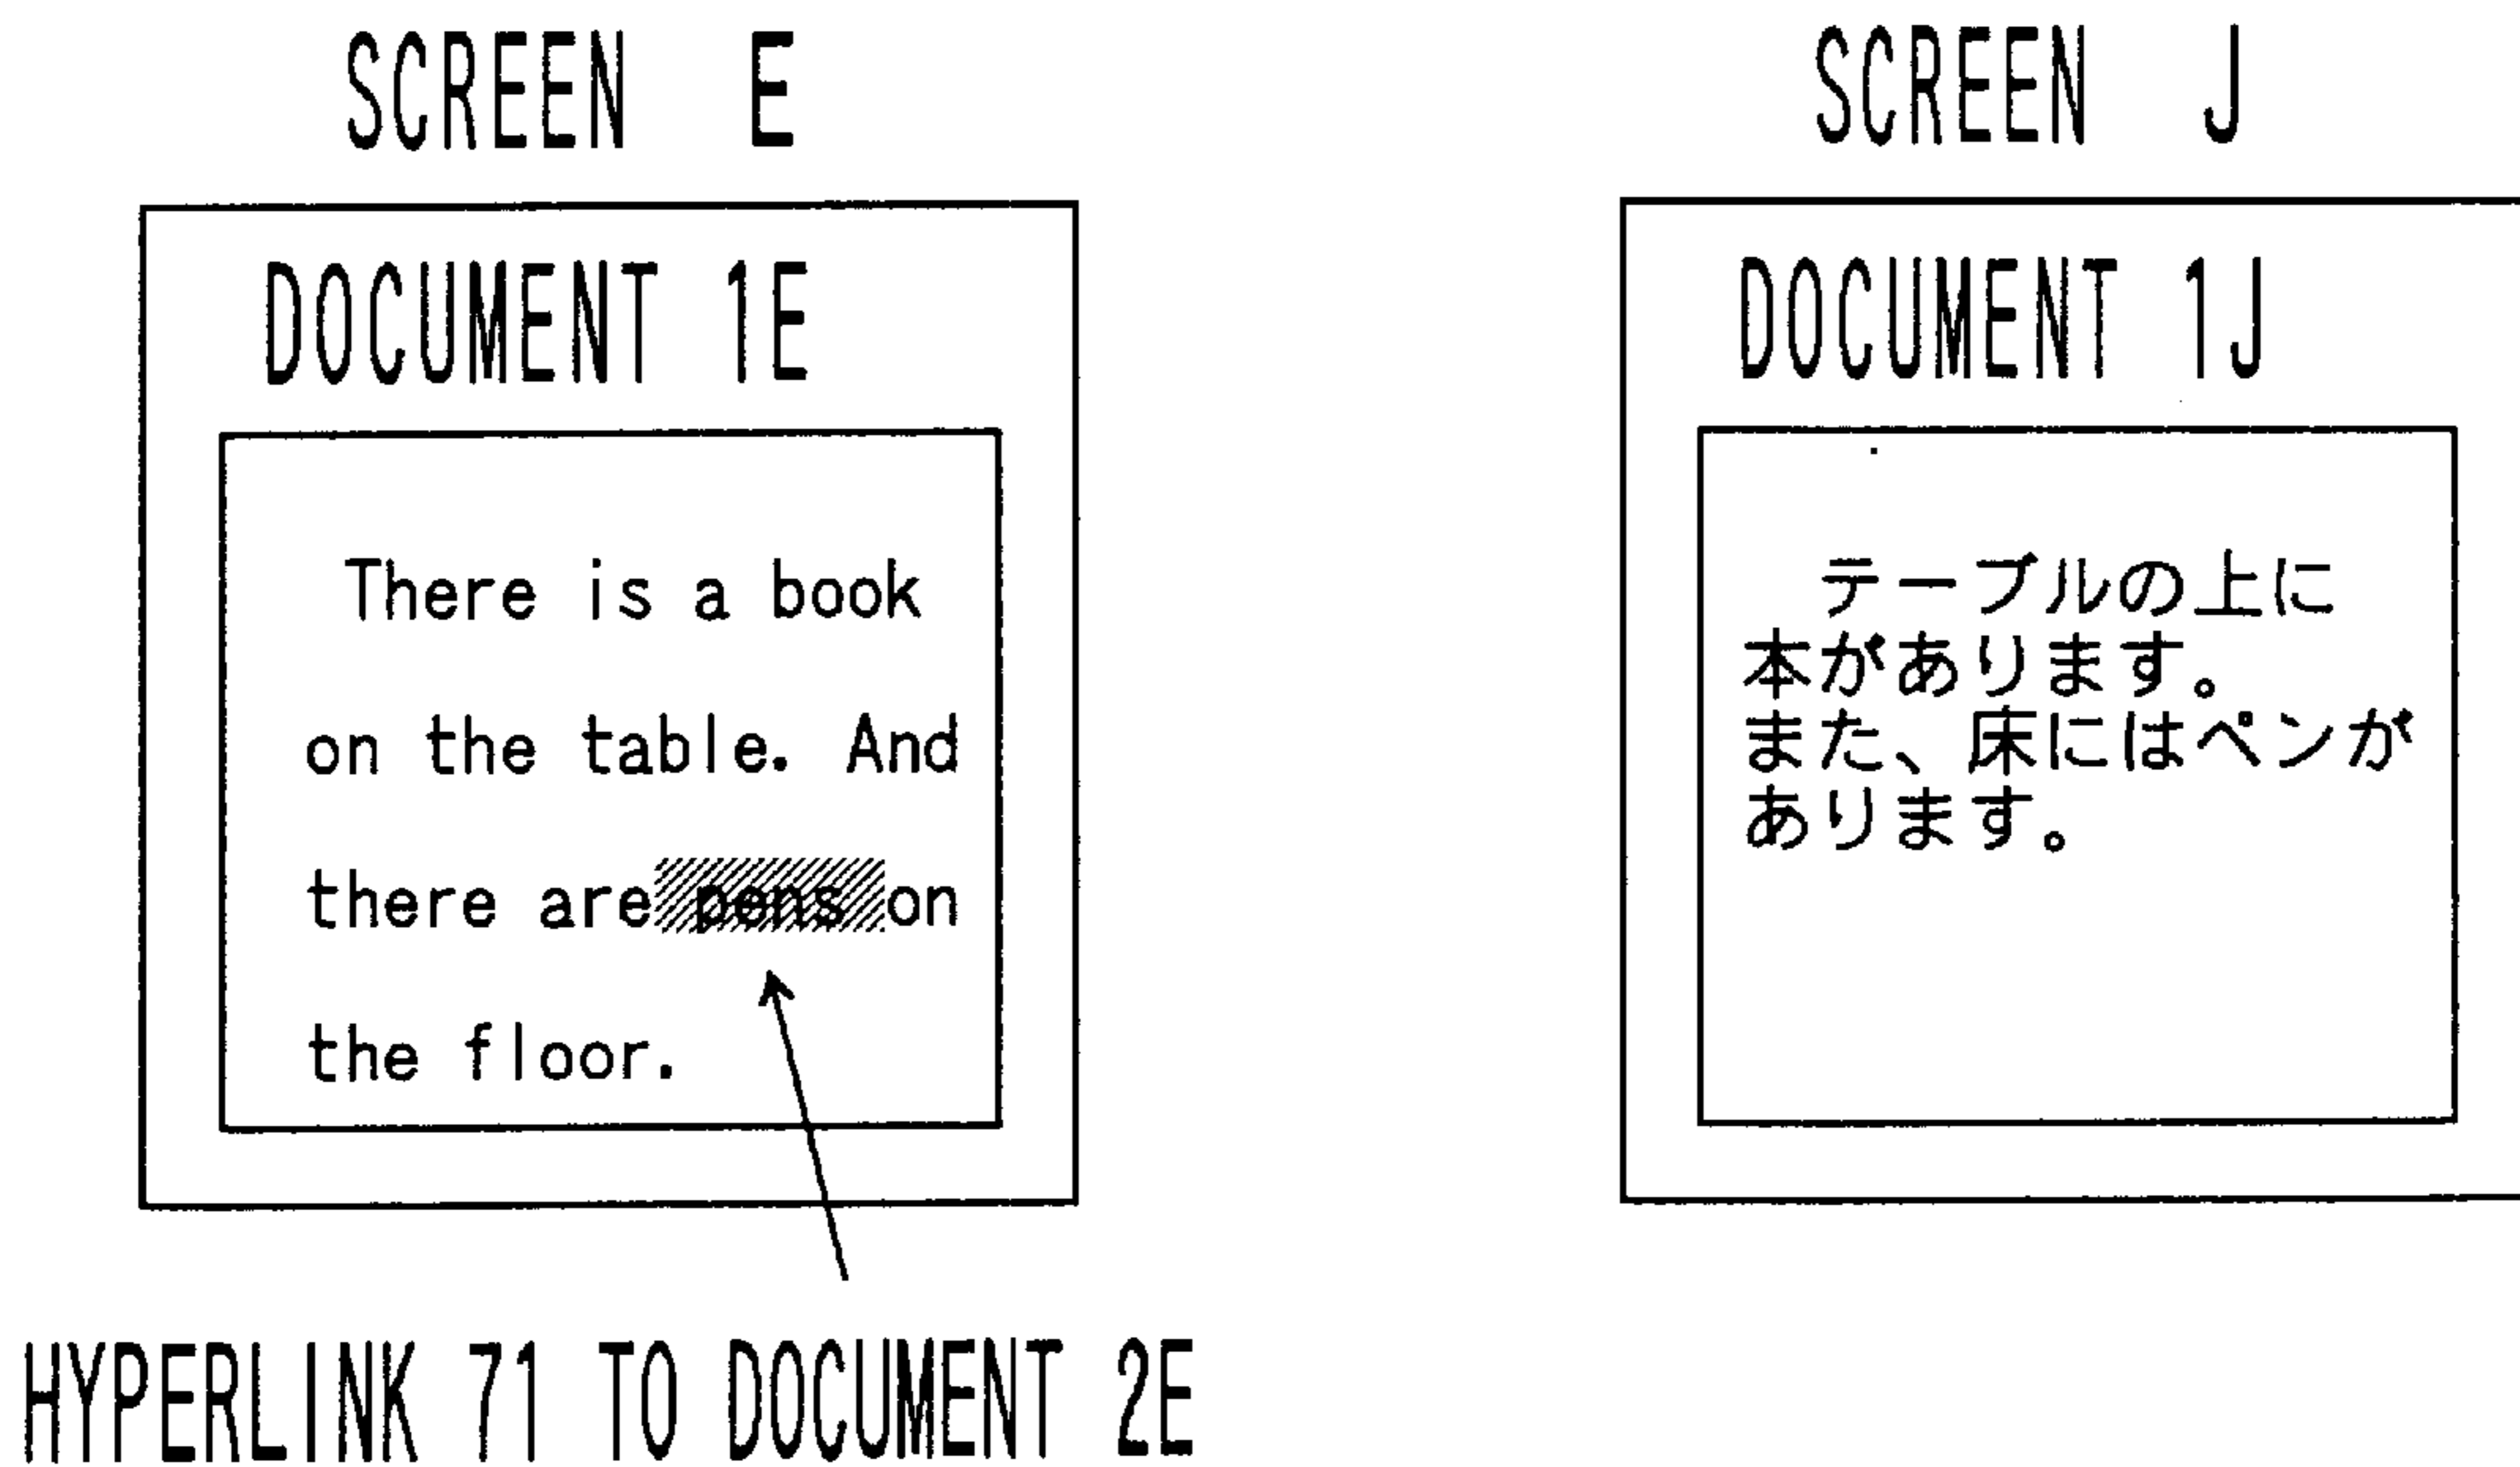 SCREEN E
DOCUMENT 1E
There is a book
on the table. And
there are pens on
the floor.
HYPERLINK 71 TO DOCUMENT 2E
SCREEN J
DOCUMENT 1J
テーブルの上に
本があります。
また、床にはペンが
あります。